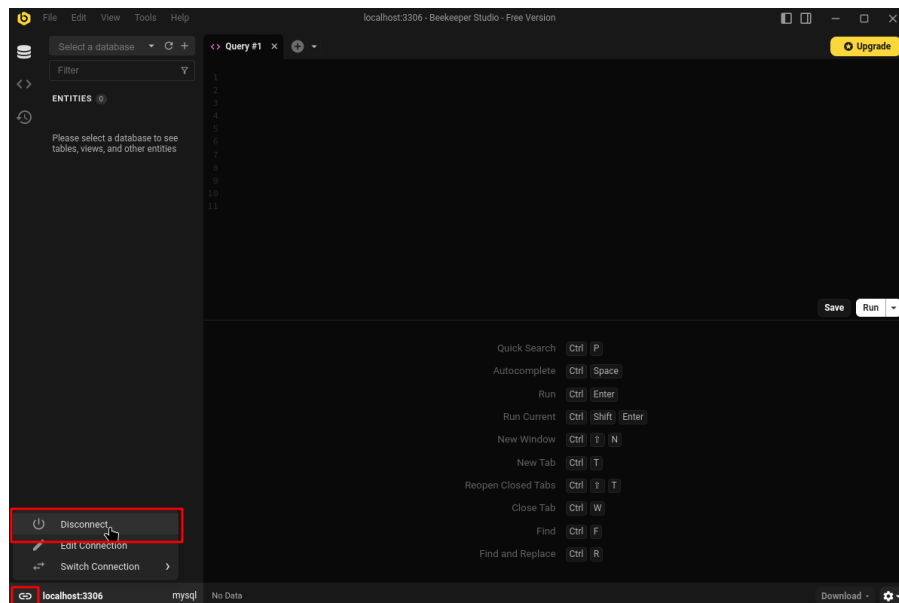 File Edit View Tools Help
localhost:3306 - Beekeeper Studio - Free Version
Select a database
Query #1
Upgrade
Filter
ENTITIES 0
Please select a database to see
tables, views, and other entities
1
2
3
4
5
6
7
8
9
10
11
Save Run
Quick Search Ctrl P
Autocomplete Ctrl Space
Run Ctrl Enter
Run Current Ctrl Shift Enter
New Window Ctrl ⇧ N
New Tab Ctrl T
Reopen Closed Tabs Ctrl ⇧ T
Close Tab Ctrl W
Find Ctrl F
Find and Replace Ctrl R
Disconnect
Edit Connection
Switch Connection
localhost:3306 mysql No Data Download